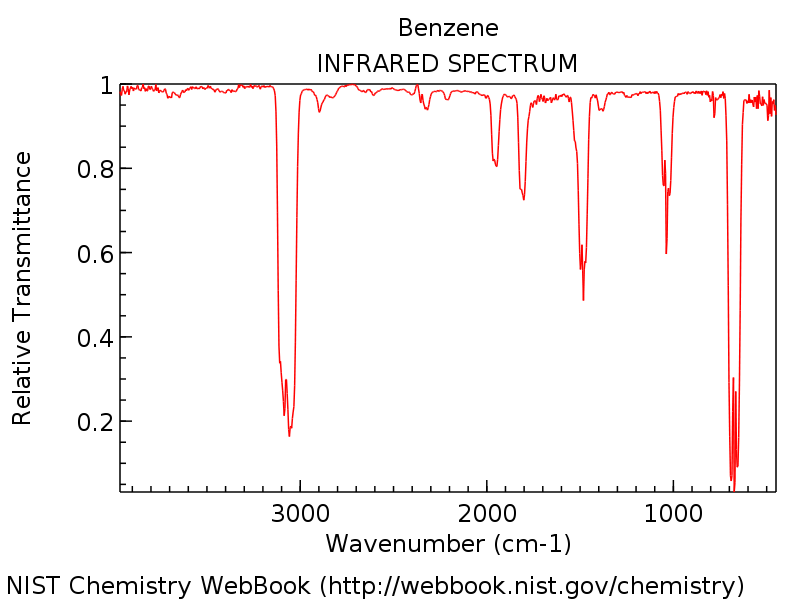 Benzene
INFRARED SPECTRUM
1
0.8
0.6
0.4
0.2
Relative Transmittance
3000 2000 1000
Wavenumber (cm-1)
NIST Chemistry WebBook (http://webbook.nist.gov/chemistry)